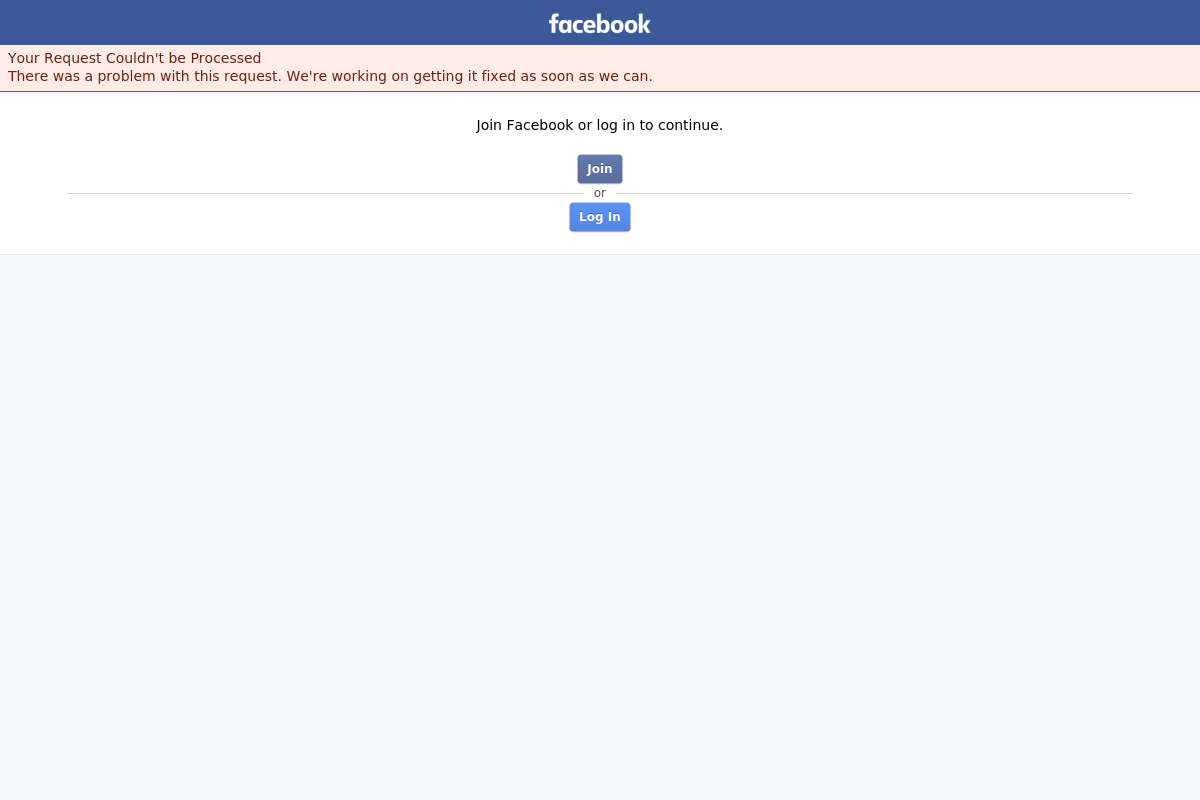 facebook
Your Request Couldn't be Processed
There was a problem with this request. We're working on getting it fixed as soon as we can.
Join Facebook or log in to continue.
Join
or
Log In